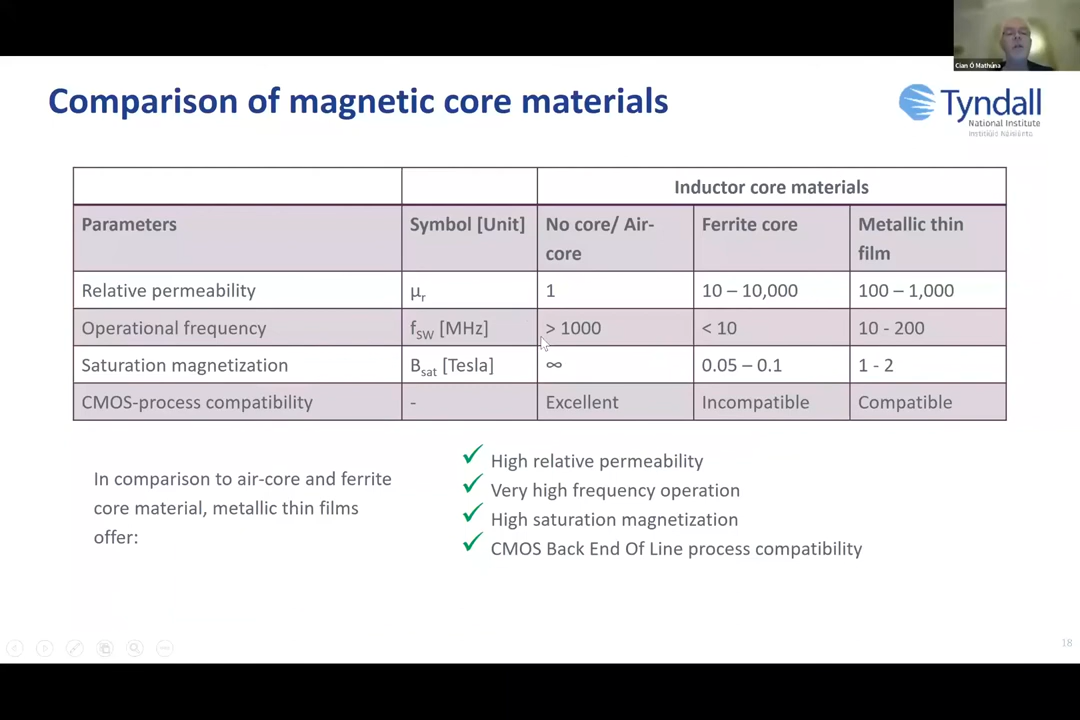 Cian Ó Mathúna
Comparison of magnetic core materials
Tyndall
National Institute
Inductor core materials
Parameters Symbol [Unit] No core/ Air-
core Ferrite core Metallic thin
film
Relative permeability μr 1 10 – 10,000 100 – 1,000
Operational frequency fSW [MHz] > 1000 < 10 10 - 200
Saturation magnetization Bsat [Tesla] ∞ 0.05 – 0.1 1 - 2
CMOS-process compatibility - Excellent Incompatible Compatible
In comparison to air-core and ferrite
core material, metallic thin films
offer:
✓ High relative permeability
✓ Very high frequency operation
✓ High saturation magnetization
✓ CMOS Back End Of Line process compatibility
18